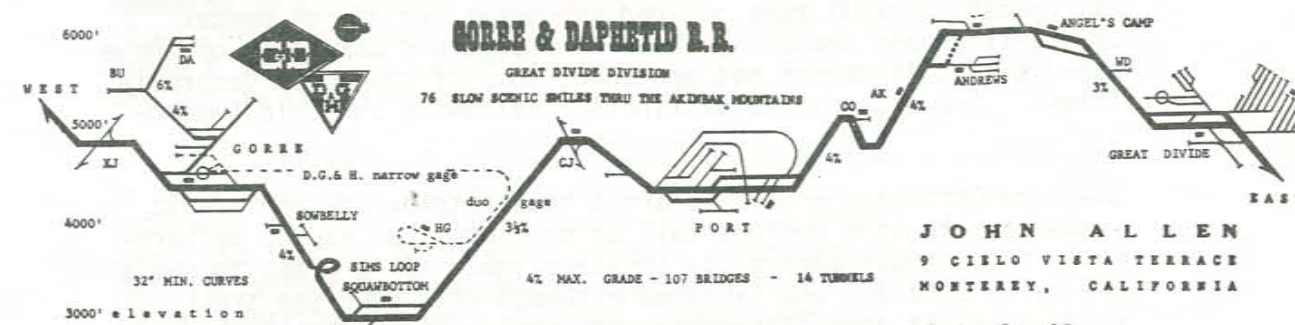 GORRE & DAPHETID R.R.
GREAT DIVIDE DIVISION
76 SLOW SCENIC SMILES THRU THE AKINBAK MOUNTAINS
6000'
5000'
4000'
3000' elevation
WEST
XJ
BU
DA
6%
4%
GORRE
D.G.& H. narrow gage
SOWBELLY
4%
SIMS LOOP
SQUAWBOTTOM
32" MIN. CURVES
HG
duo gage
3½%
CJ
PORT
4% MAX. GRADE - 107 BRIDGES - 14 TUNNELS
4%
CO
AK
4%
ANDREWS
ANGEL'S CAMP
WD
3%
GREAT DIVIDE
EAS
JOHN ALLEN
9 CIELO VISTA TERRACE
MONTEREY, CALIFORNIA